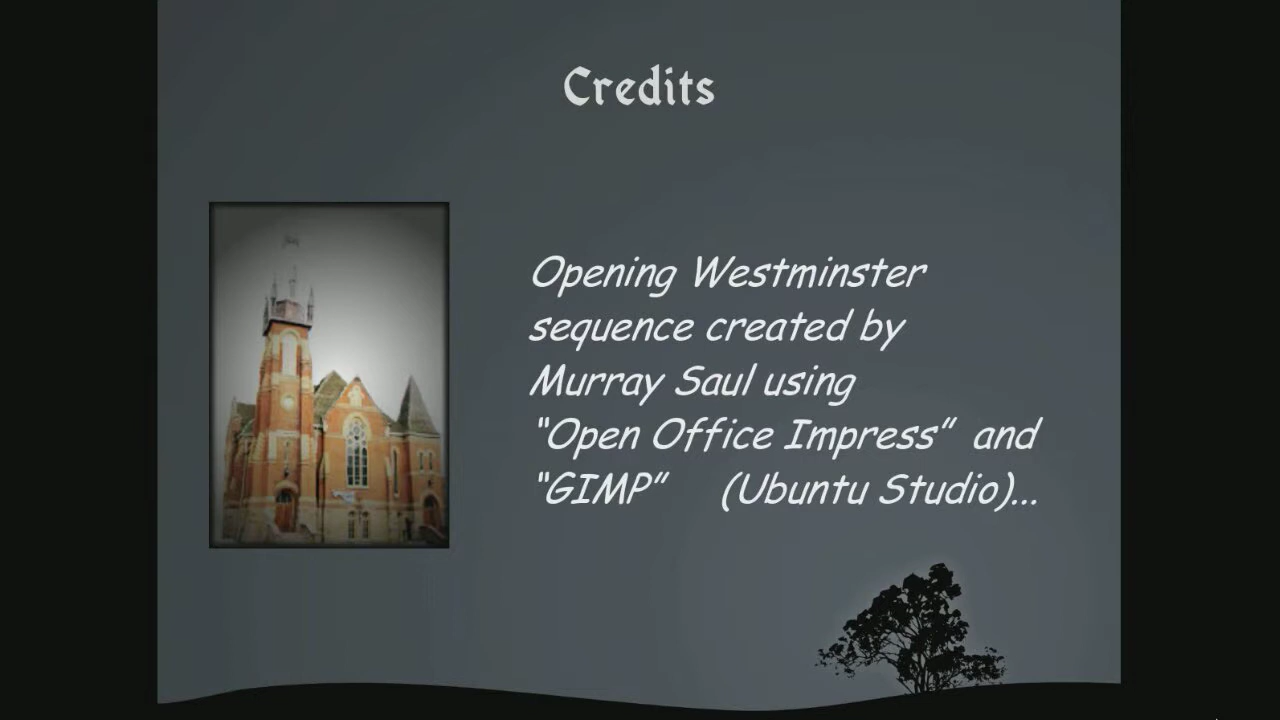 Credits
Opening Westminster
sequence created by
Murray Saul using
“Open Office Impress” and
“GIMP” (Ubuntu Studio)...